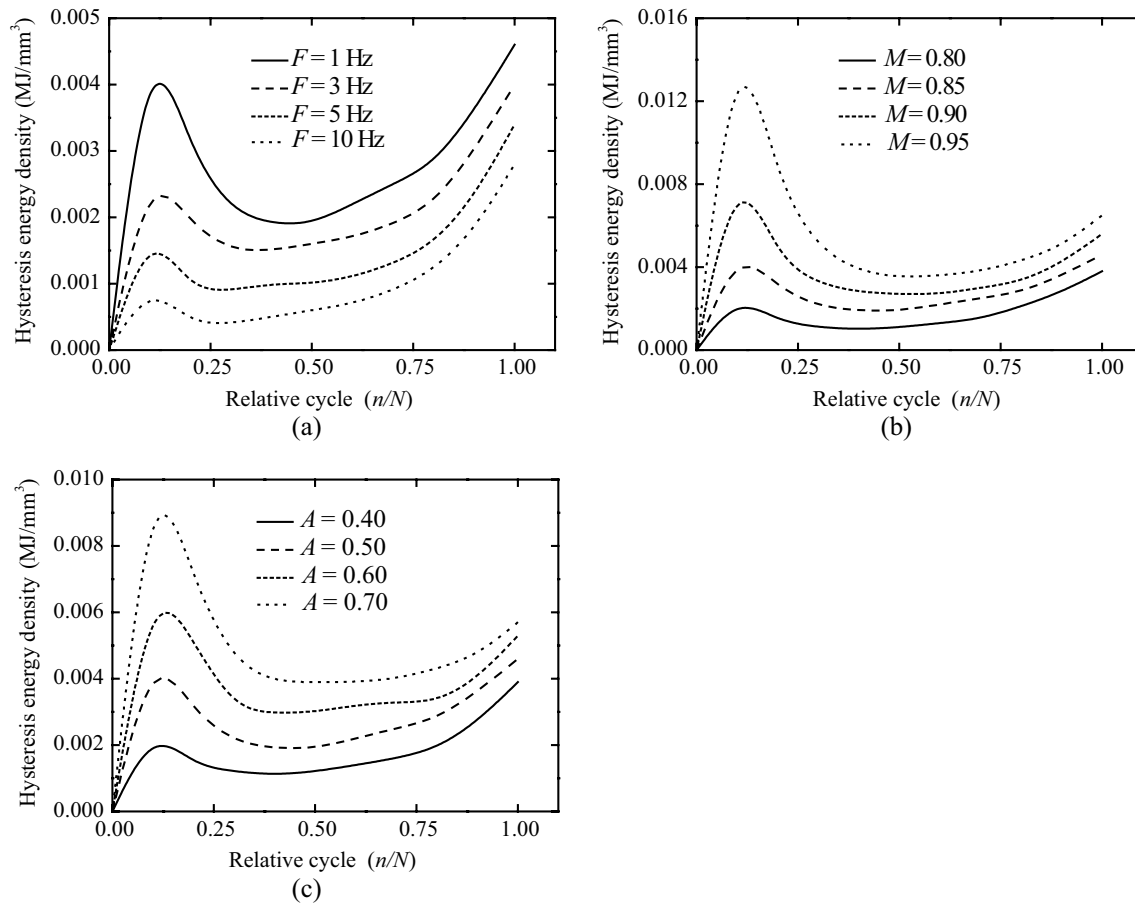 Hysteresis energy density (MJ/mm³)
0.005
0.004
0.003
0.002
0.001
0.000
F = 1 Hz
F = 3 Hz
F = 5 Hz
F = 10 Hz
0.00 0.25 0.50 0.75 1.00
Relative cycle (n/N)
(a)
Hysteresis energy density (MJ/mm³)
0.016
0.012
0.008
0.004
0.000
M = 0.80
M = 0.85
M = 0.90
M = 0.95
0.00 0.25 0.50 0.75 1.00
Relative cycle (n/N)
(b)
Hysteresis energy density (MJ/mm³)
0.010
0.008
0.006
0.004
0.002
0.000
A = 0.40
A = 0.50
A = 0.60
A = 0.70
0.00 0.25 0.50 0.75 1.00
Relative cycle (n/N)
(c)